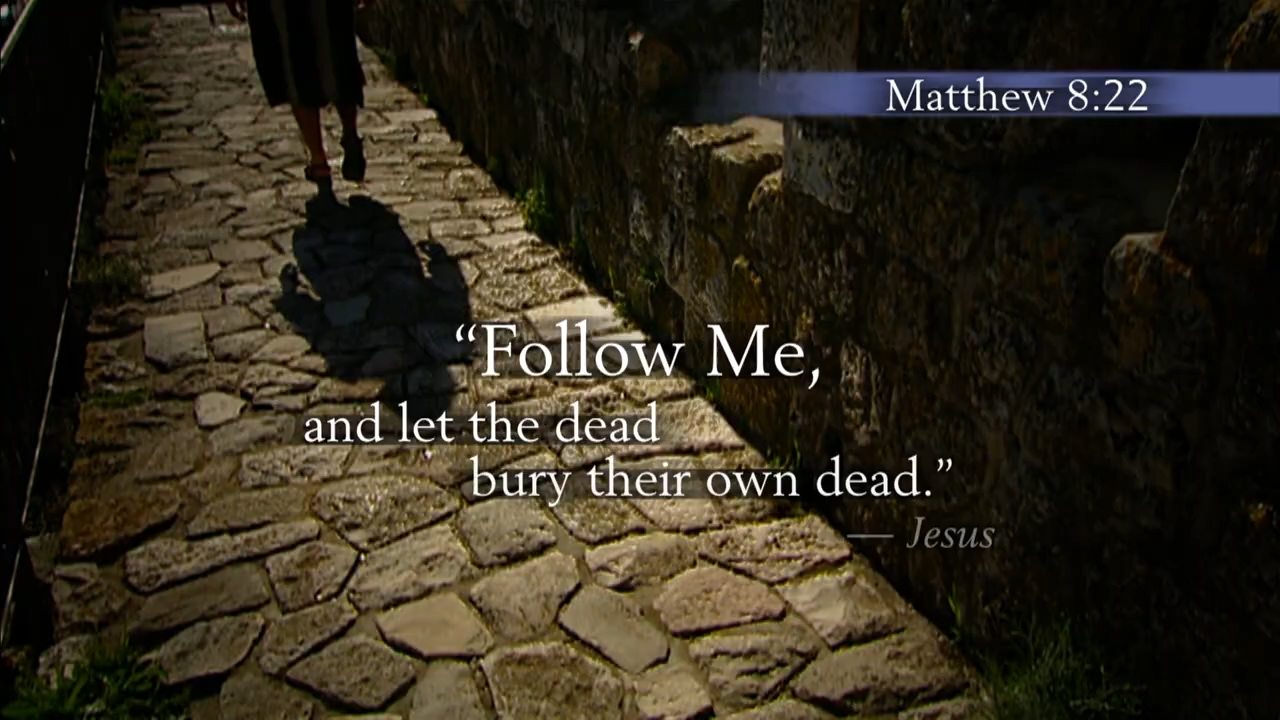 Matthew 8:22
“Follow Me,
and let the dead
bury their own dead.”
— Jesus